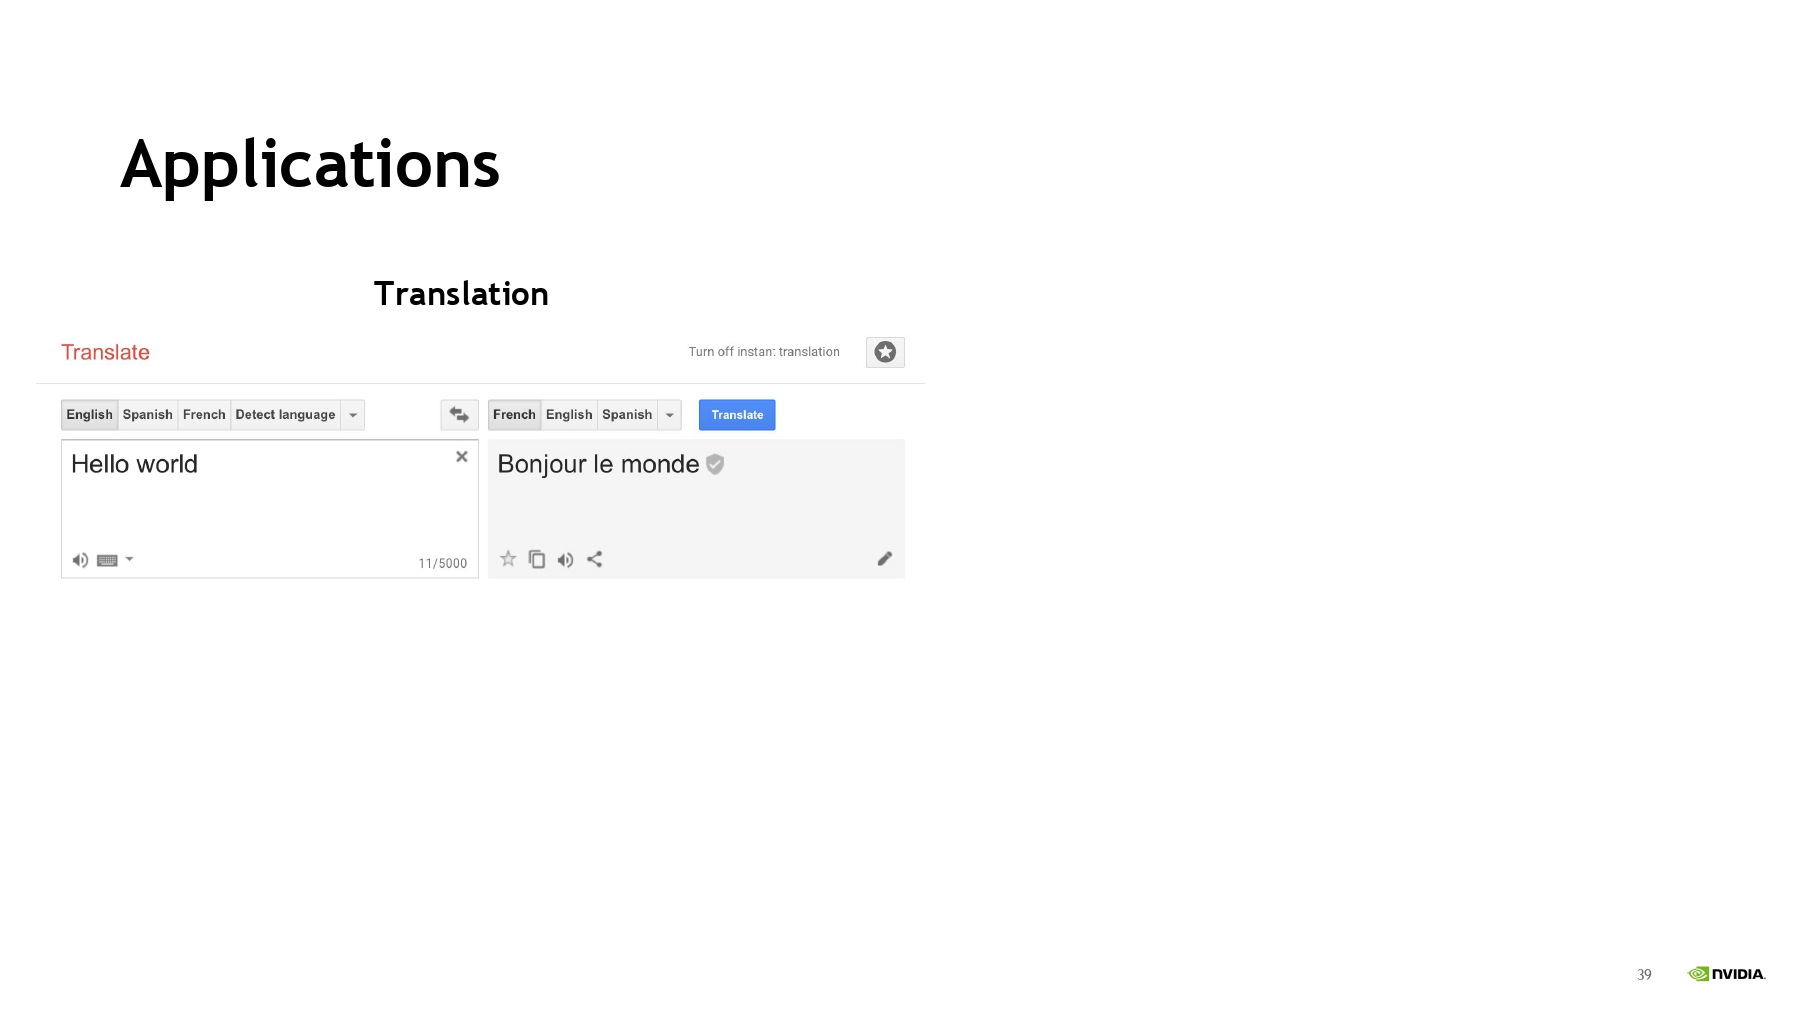 Applications
Translation
Translate
Turn off instan: translation
English Spanish French Detect language
French English Spanish Translate
Hello world
Bonjour le monde
11/5000
39 NVIDIA.